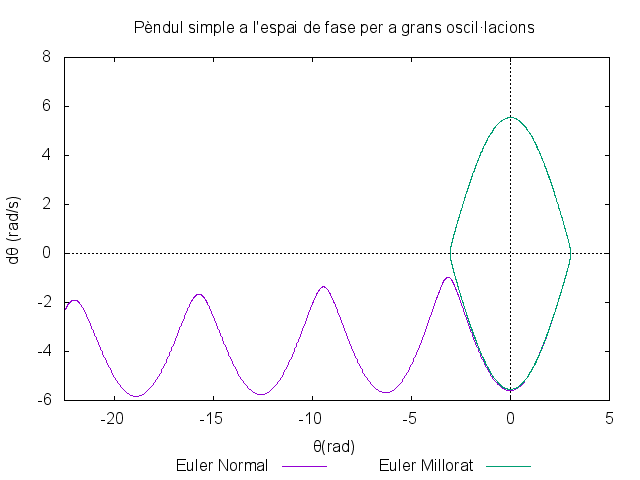 Pèndul simple a l'espai de fase per a grans oscil·lacions
8
6
4
2
0
-2
-4
-6
dθ (rad/s)
-20 -15 -10 -5 0 5
θ(rad)
Euler Normal Euler Millorat